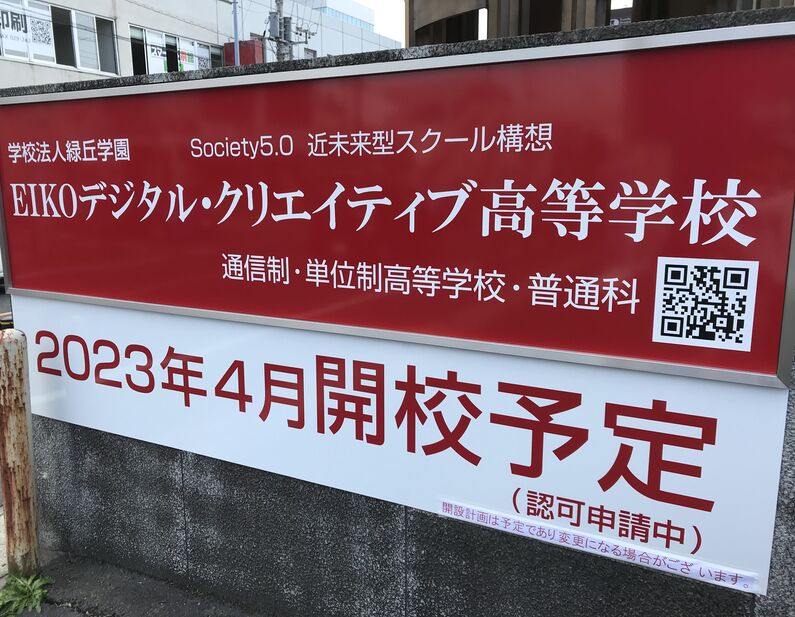 印刷
学校法人緑丘学園 Society5.0 近未来型スクール構想
EIKOデジタル・クリエイティブ高等学校
通信制・単位制高等学校・普通科
2023年4月開校予定
（認可申請中）
開設計画は予定であり変更になる場合がございます。